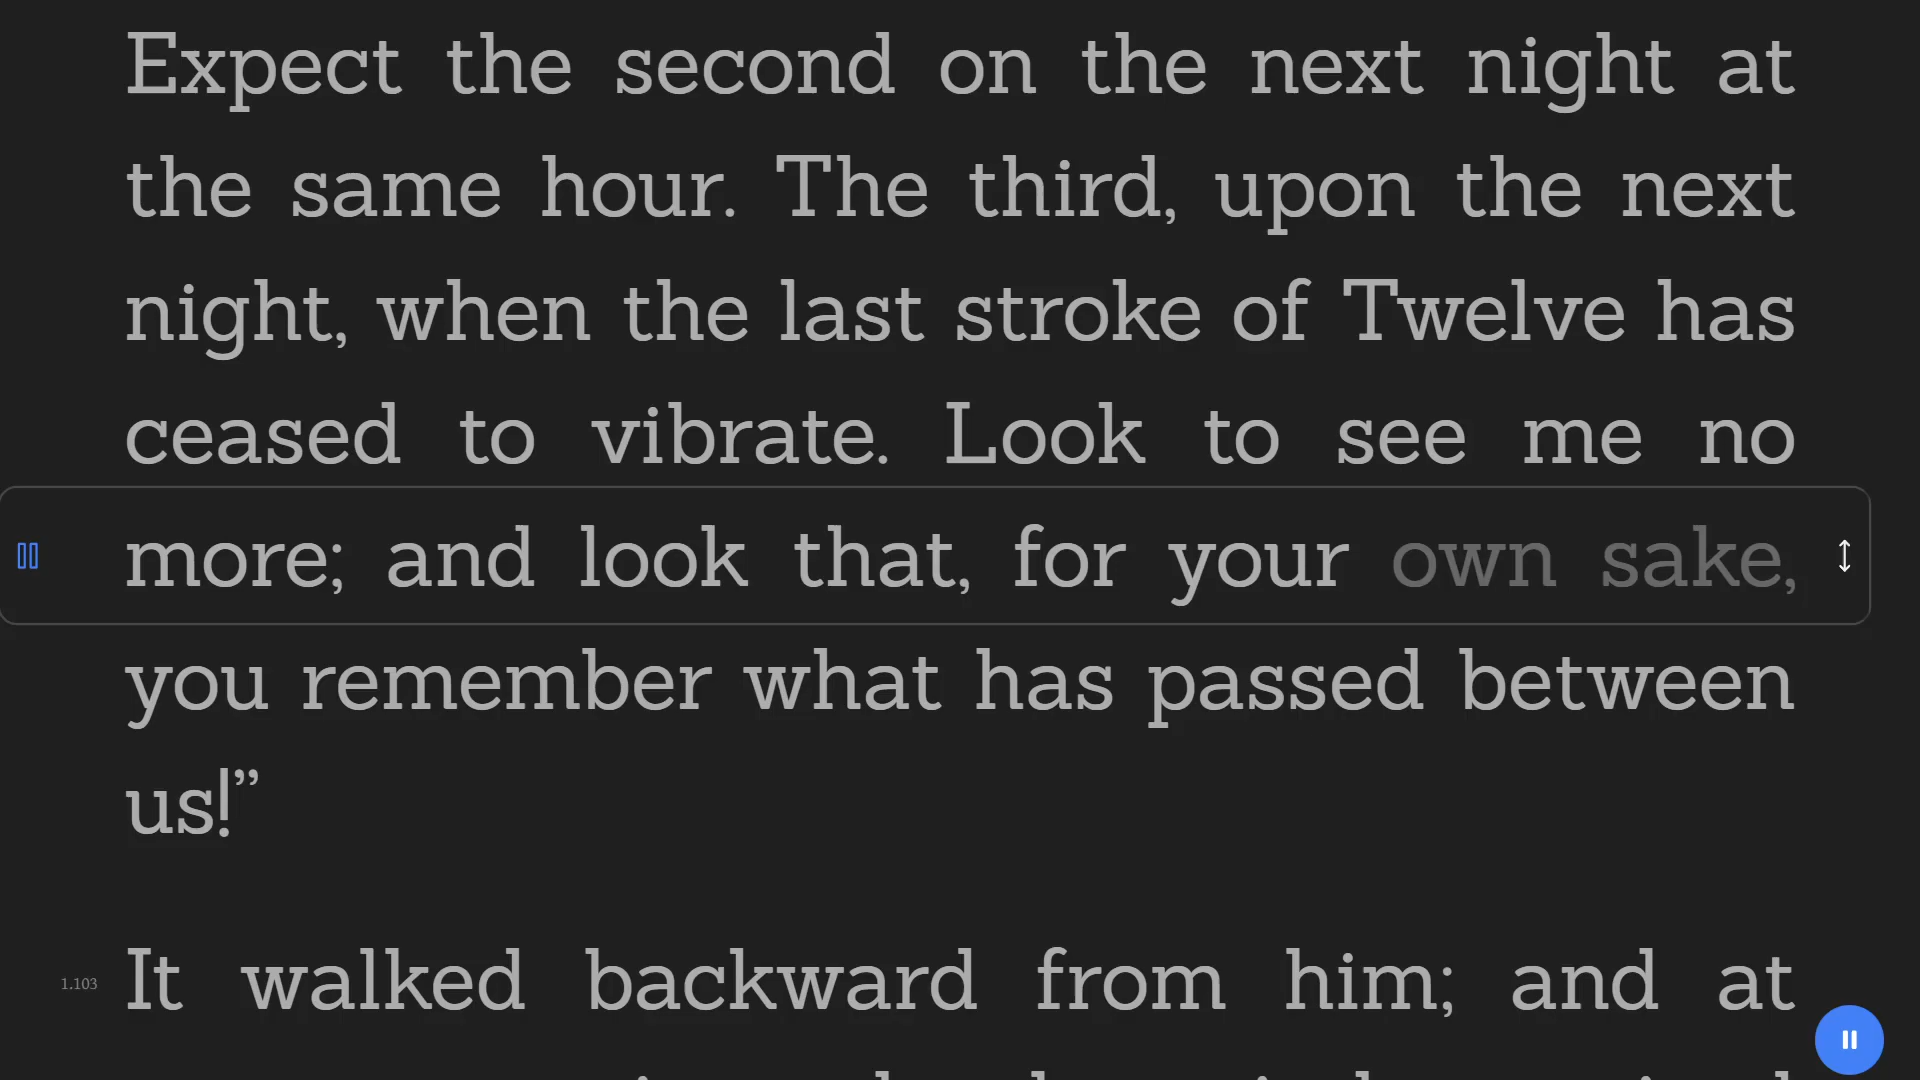 Expect the second on the next night at
the same hour. The third, upon the next
night, when the last stroke of Twelve has
ceased to vibrate. Look to see me no
more; and look that, for your own sake,
you remember what has passed between
us!”
1.103 It walked backward from him; and at